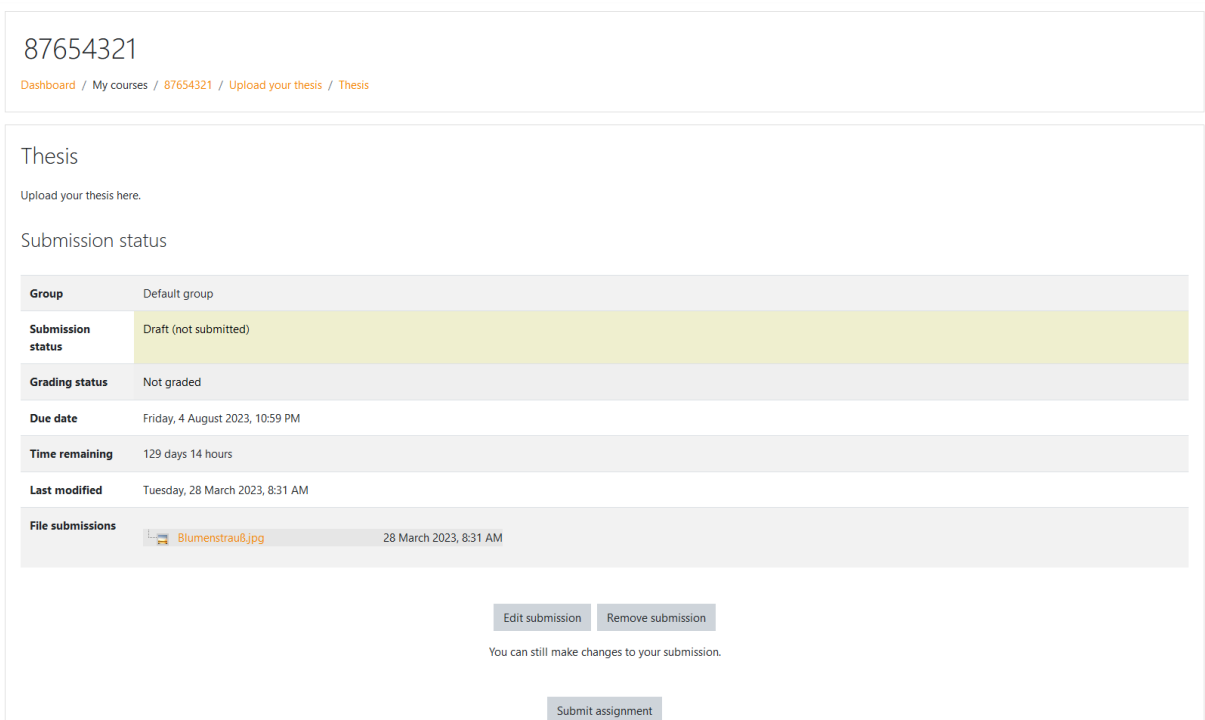 87654321
Dashboard / My courses / 87654321 / Upload your thesis / Thesis
Thesis
Upload your thesis here.
Submission status
Group Default group
Submission status Draft (not submitted)
Grading status Not graded
Due date Friday, 4 August 2023, 10:59 PM
Time remaining 129 days 14 hours
Last modified Tuesday, 28 March 2023, 8:31 AM
File submissions
Blumenstrauß.jpg 28 March 2023, 8:31 AM
Edit submission Remove submission
You can still make changes to your submission.
Submit assignment